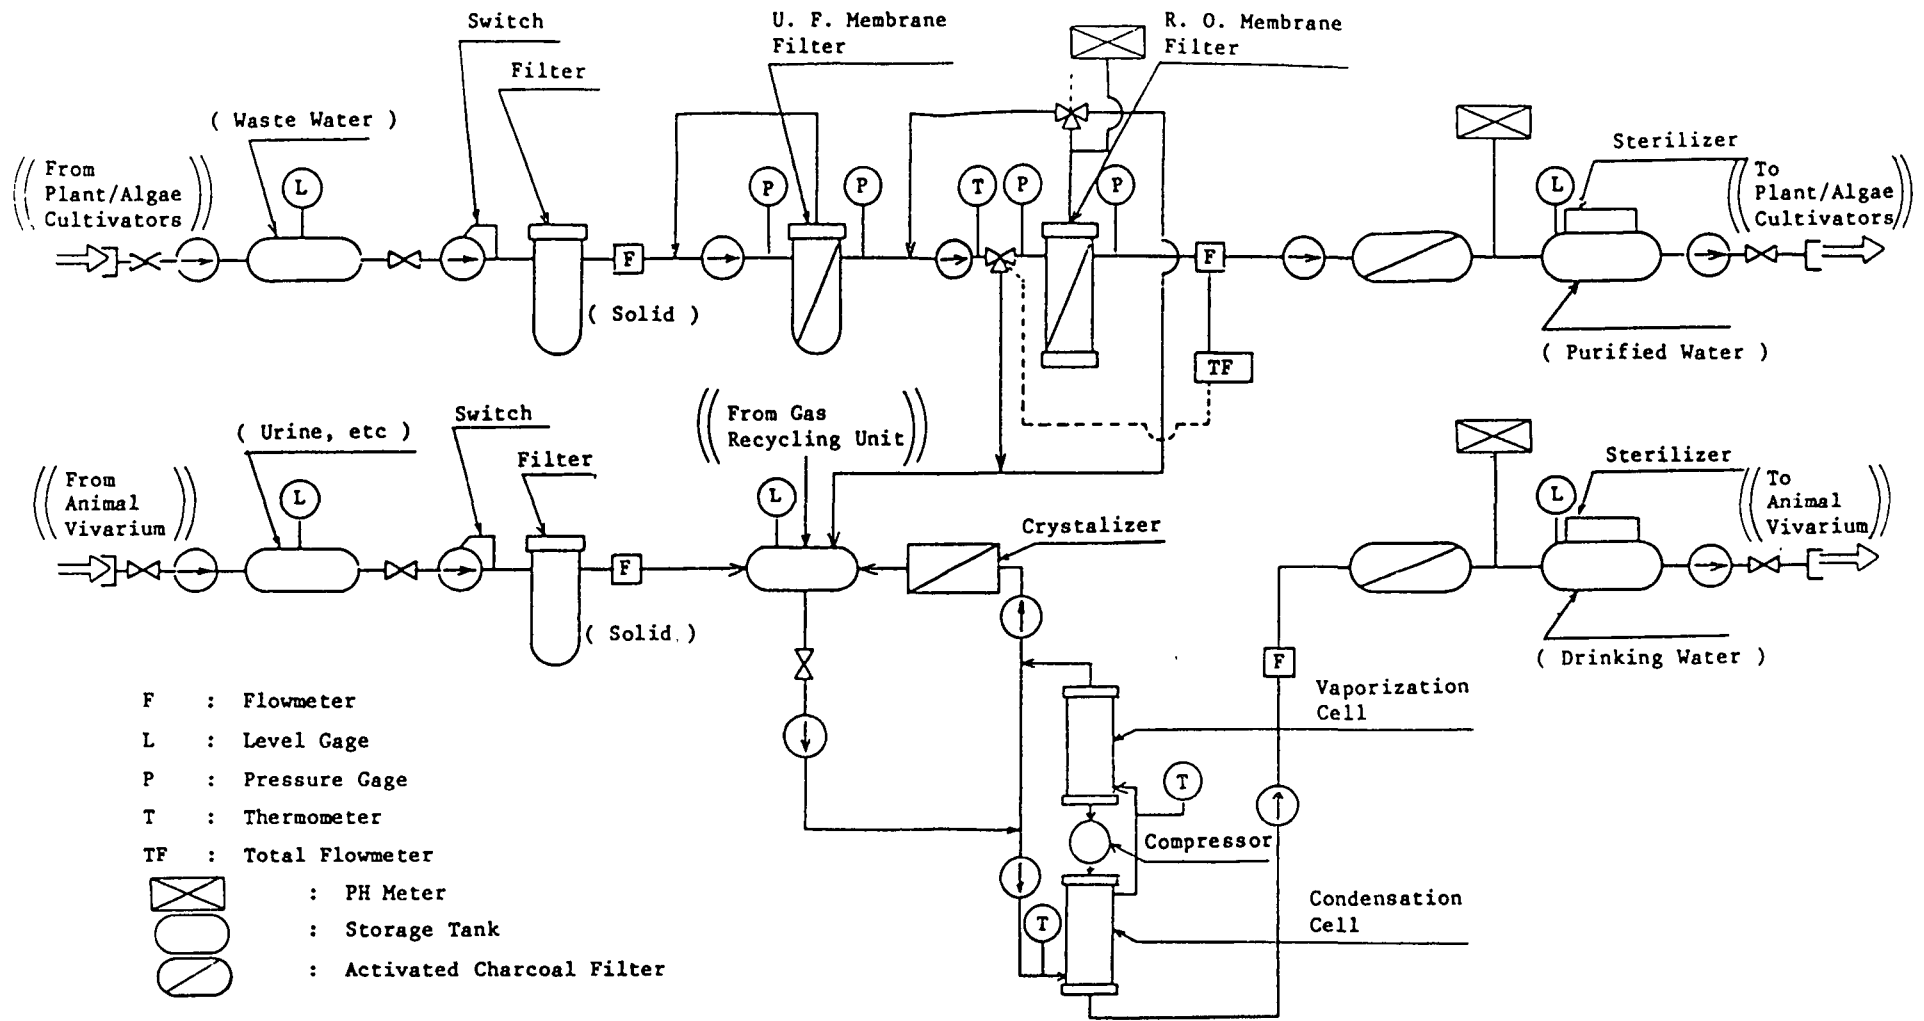 Switch
U. F. Membrane
Filter
R. O. Membrane
Filter
Filter
( Waste Water )
From
Plant/Algae
Cultivators
L
P
P
T
P
P
L
Sterilizer
To
Plant/Algae
Cultivators
F
F
( Solid )
( Purified Water )
TF
Switch
( Urine, etc )
From Gas
Recycling Unit
Filter
Sterilizer
From
Animal
Vivarium
L
L
L
To
Animal
Vivarium
Crystalizer
F
( Solid )
( Drinking Water )
F
Vaporization
Cell
T
Compressor
Condensation
Cell
T
F : Flowmeter
L : Level Gage
P : Pressure Gage
T : Thermometer
TF : Total Flowmeter
: PH Meter
: Storage Tank
: Activated Charcoal Filter